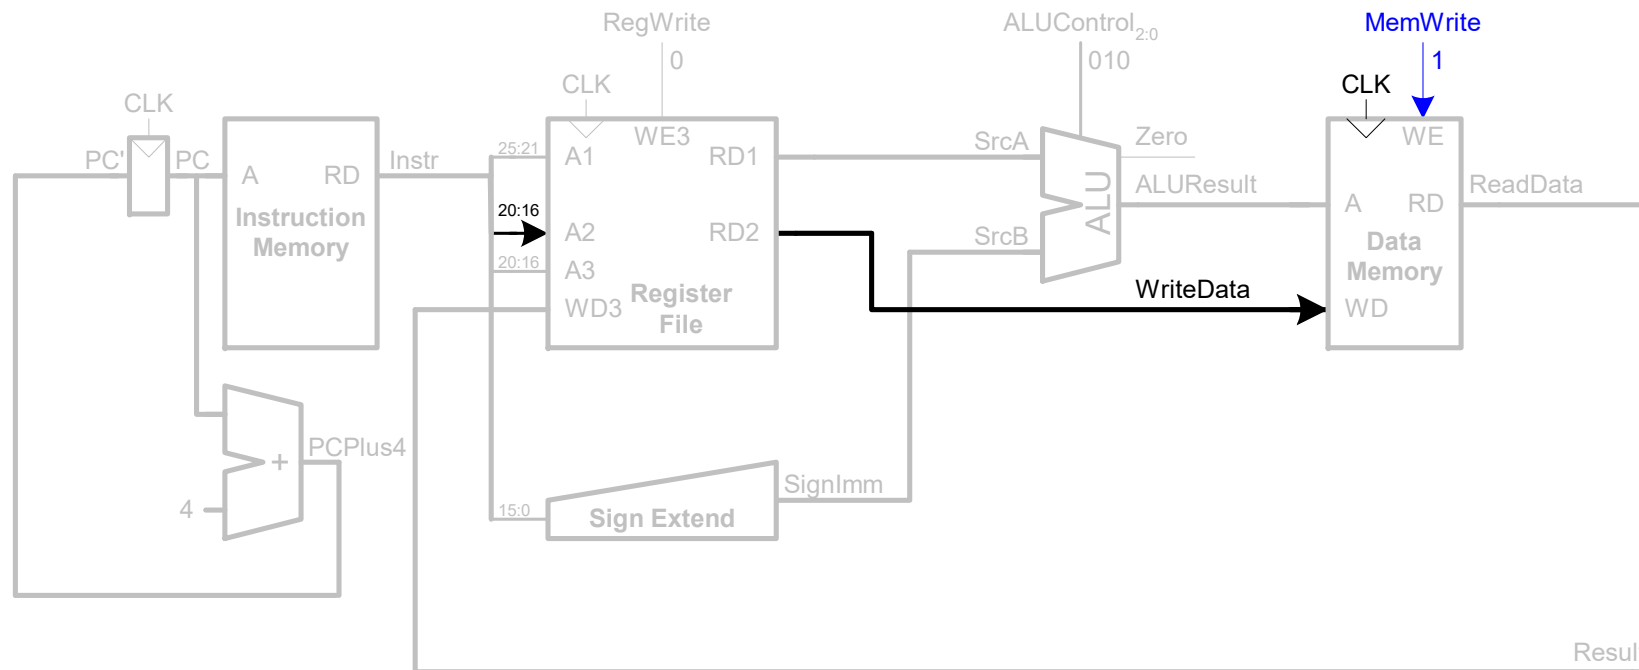 RegWrite
0
ALUControl2:0
010
MemWrite
1
CLK
CLK
CLK
PC'
PC
A
RD
Instruction
Memory
Instr
25:21
20:16
20:16
15:0
A1
WE3
RD1
A2
RD2
A3
WD3
Register
File
SrcA
SrcB
ALU
Zero
ALUResult
WriteData
WE
A
RD
Data
Memory
WD
ReadData
+
PCPlus4
4
Sign Extend
SignImm
Resul